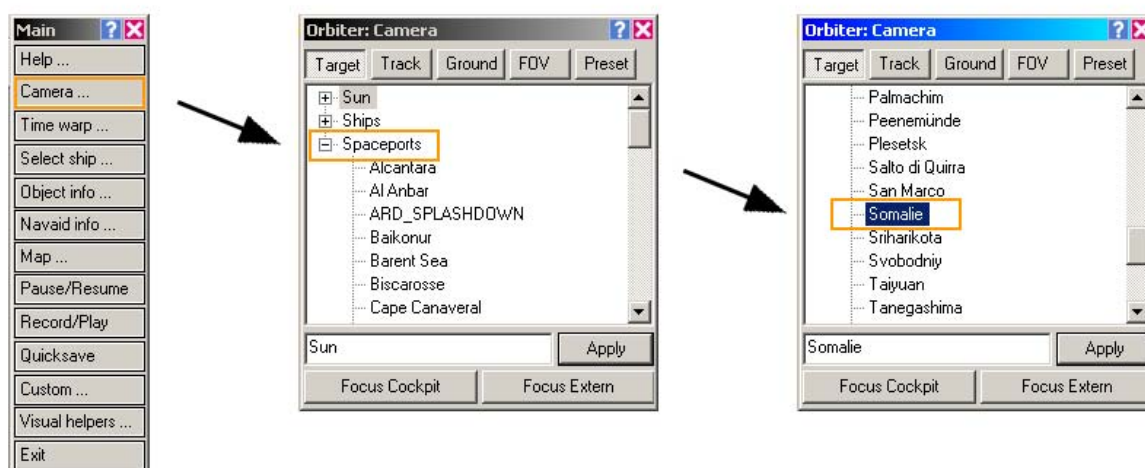 Main
Help ...
Camera ...
Time warp ...
Select ship ...
Object info ...
Navaid info ...
Map ...
Pause/Resume
Record/Play
Quicksave
Custom ...
Visual helpers ...
Exit
Orbiter: Camera
Target Track Ground FOV Preset
Sun
Ships
Spaceports
Alcantara
Al Anbar
ARD_SPLASHDOWN
Baikonur
Barent Sea
Biscarosse
Cape Canaveral
Sun Apply
Focus Cockpit Focus Extern
Orbiter: Camera
Target Track Ground FOV Preset
Palmachim
Peenemünde
Plesetsk
Salto di Quirra
San Marco
Somalie
Sriharikota
Svobodniy
Taiyuan
Tanegashima
Somalie Apply
Focus Cockpit Focus Extern